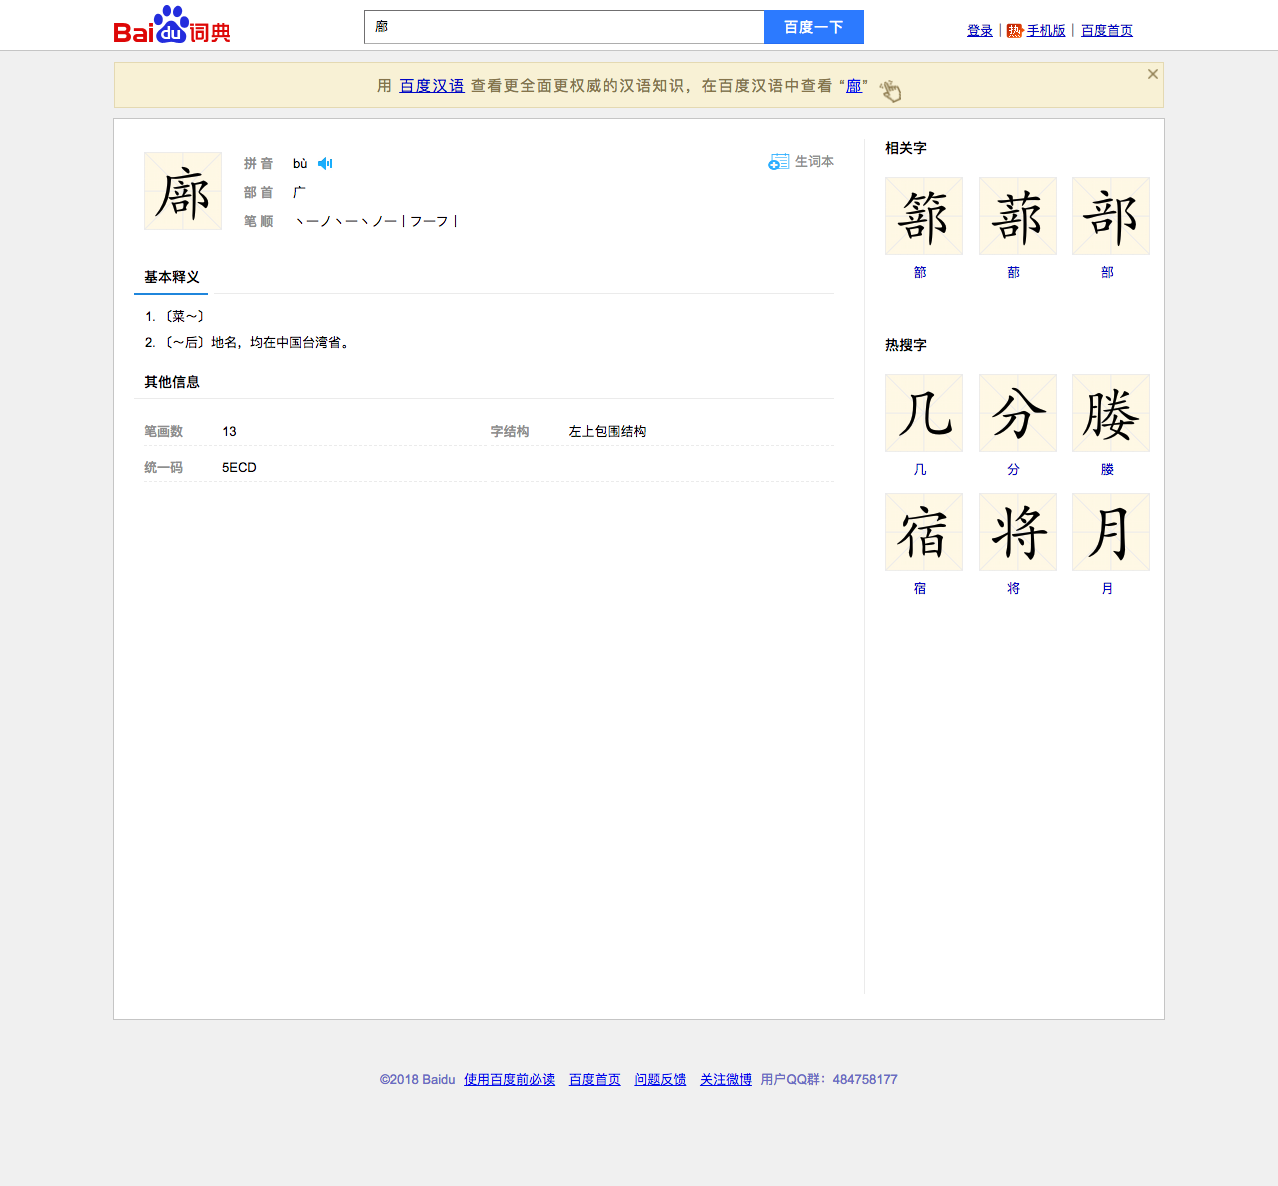 Baidu词典
廍
百度一下
登录 | 热 手机版 | 百度首页
用 百度汉语 查看更全面更权威的汉语知识，在百度汉语中查看 “廍”
廍
拼 音 bù
生词本
部 首 广
笔 顺 丶一ノ丶一丶ノ一丨フ一フ丨
基本释义
1. 〔菜～〕
2. 〔～后〕地名，均在中国台湾省。
其他信息
笔画数 13 字结构 左上包围结构
统一码 5ECD
相关字
篰 蔀 部
篰 蔀 部
热搜字
几 分 媵
几 分 媵
宿 将 月
宿 将 月
©2018 Baidu 使用百度前必读 百度首页 问题反馈 关注微博 用户QQ群：484758177